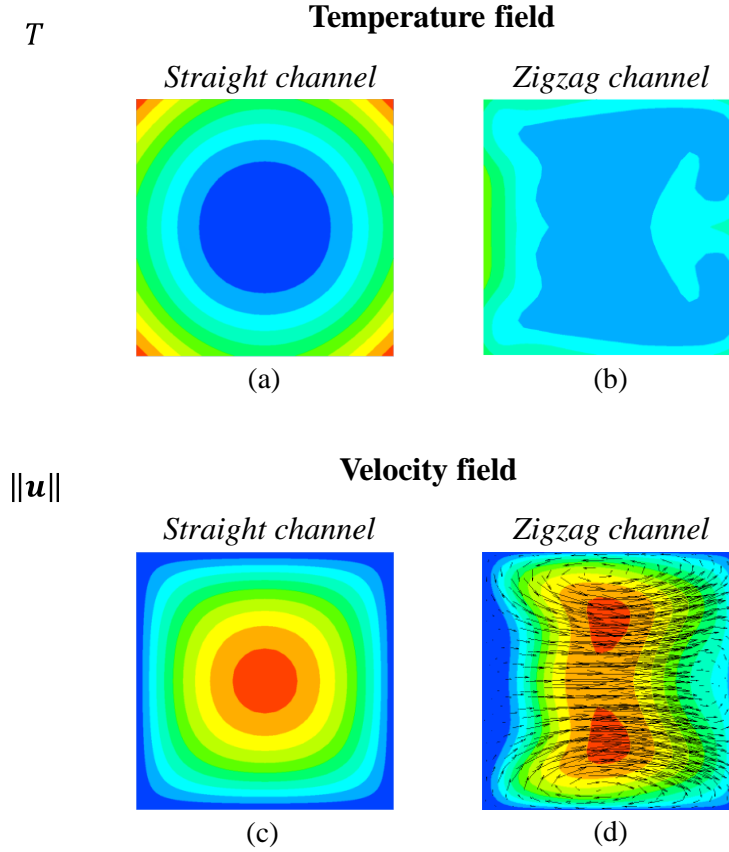 Temperature field
T
Straight channel Zigzag channel
(a) (b)
Velocity field
‖u‖
Straight channel Zigzag channel
(c) (d)